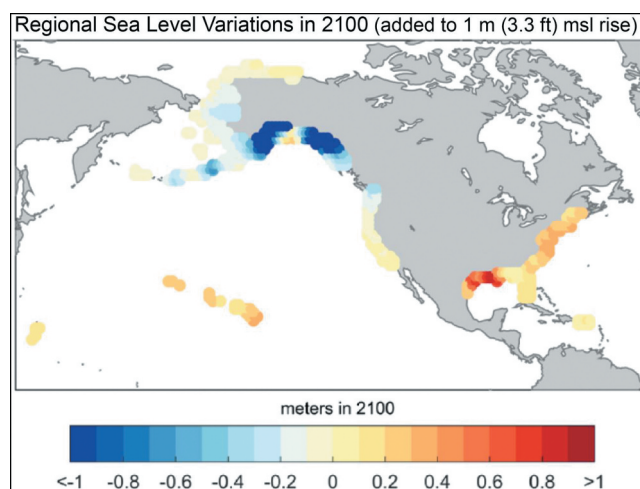 Regional Sea Level Variations in 2100 (added to 1 m (3.3 ft) msl rise)
meters in 2100
<-1 -0.8 -0.6 -0.4 -0.2 0 0.2 0.4 0.6 0.8 >1